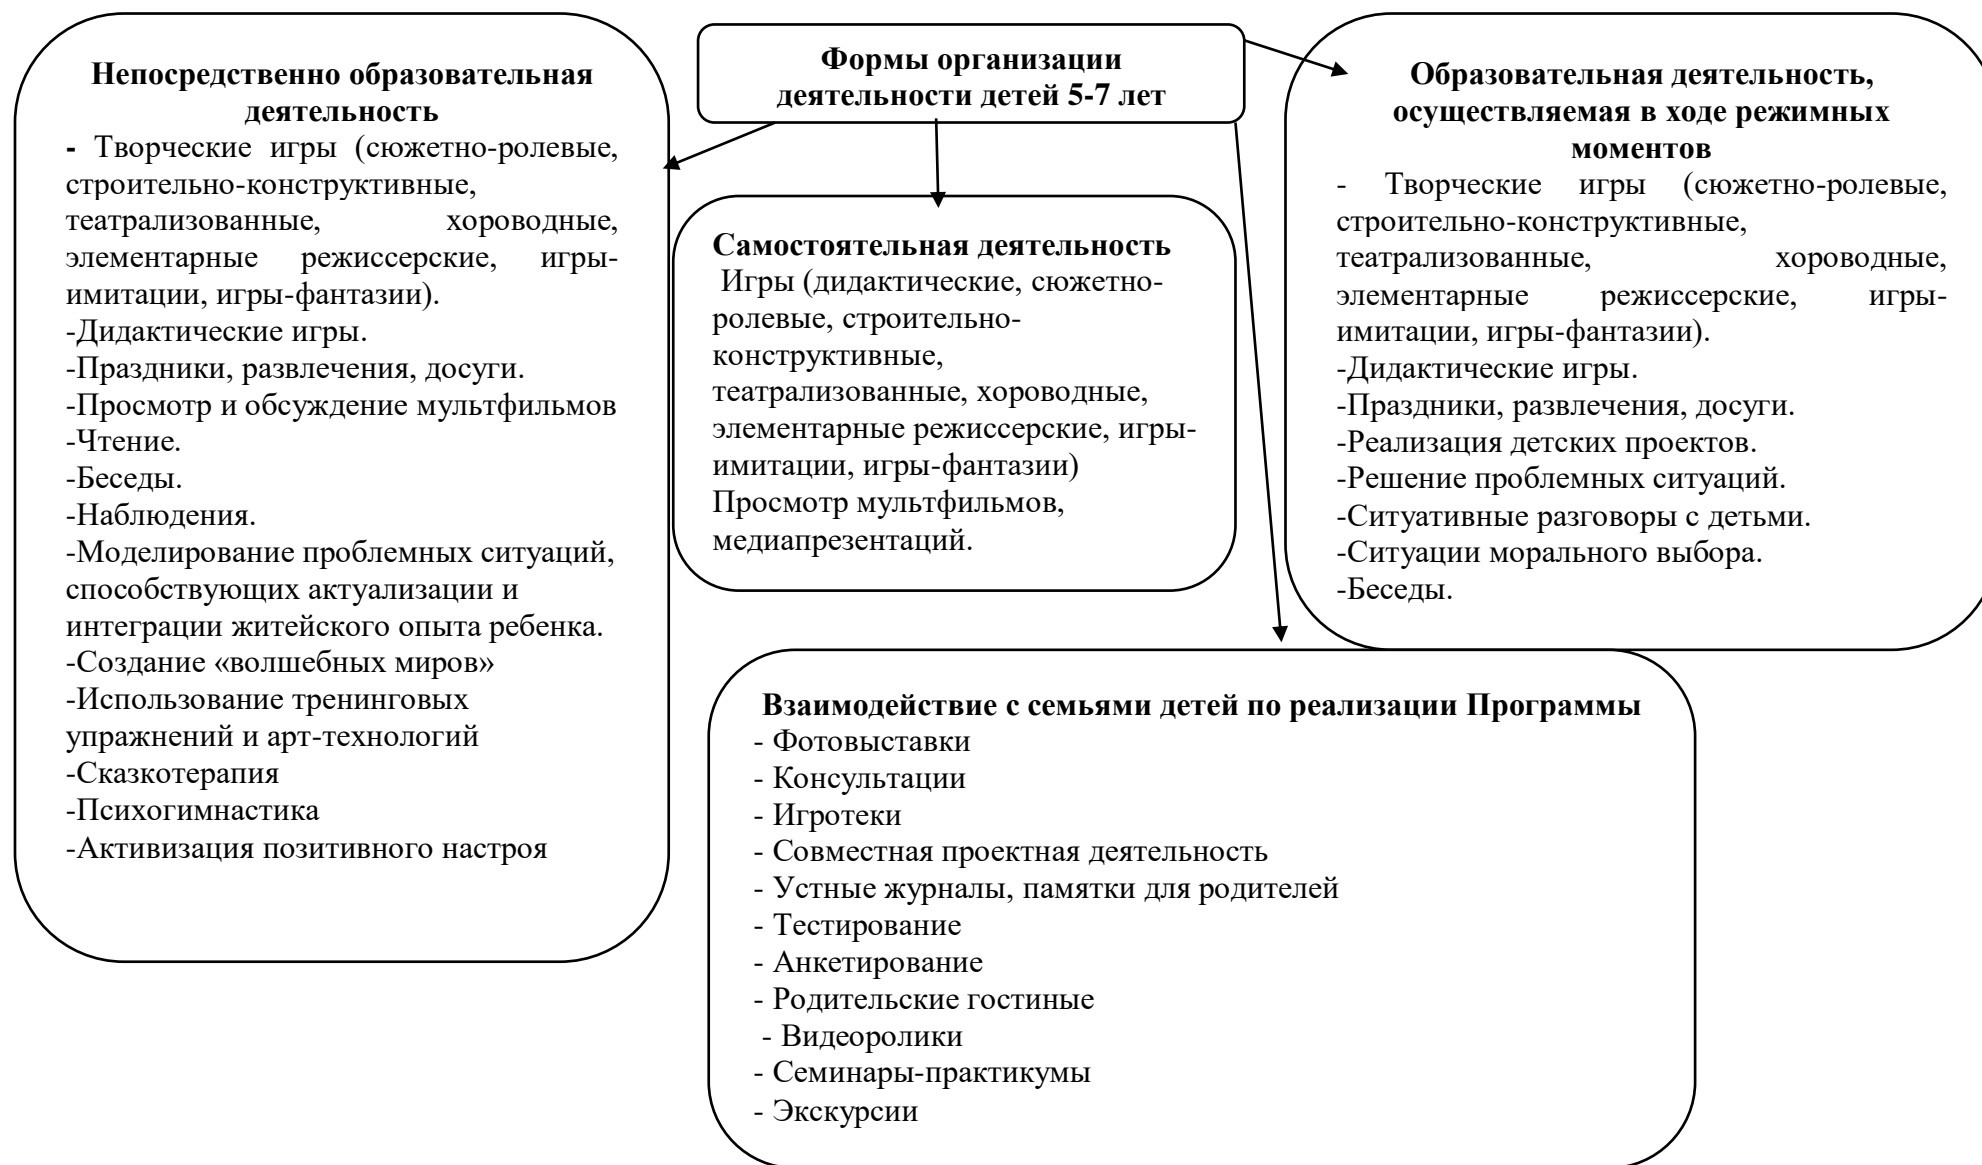 Формы организации
деятельности детей 5-7 лет
Непосредственно образовательная
деятельность
- Творческие игры (сюжетно-ролевые,
строительно-конструктивные,
театрализованные, хороводные,
элементарные режиссерские, игры-
имитации, игры-фантазии).
-Дидактические игры.
-Праздники, развлечения, досуги.
-Просмотр и обсуждение мультфильмов
-Чтение.
-Беседы.
-Наблюдения.
-Моделирование проблемных ситуаций,
способствующих актуализации и
интеграции житейского опыта ребенка.
-Создание «волшебных миров»
-Использование тренинговых
упражнений и арт-технологий
-Сказкотерапия
-Психогимнастика
-Активизация позитивного настроя
Самостоятельная деятельность
Игры (дидактические, сюжетно-
ролевые, строительно-
конструктивные,
театрализованные, хороводные,
элементарные режиссерские, игры-
имитации, игры-фантазии)
Просмотр мультфильмов,
медиапрезентаций.
Образовательная деятельность,
осуществляемая в ходе режимных
моментов
- Творческие игры (сюжетно-ролевые,
строительно-конструктивные,
театрализованные, хороводные,
элементарные режиссерские, игры-
имитации, игры-фантазии).
-Дидактические игры.
-Праздники, развлечения, досуги.
-Реализация детских проектов.
-Решение проблемных ситуаций.
-Ситуативные разговоры с детьми.
-Ситуации морального выбора.
-Беседы.
Взаимодействие с семьями детей по реализации Программы
- Фотовыставки
- Консультации
- Игротеки
- Совместная проектная деятельность
- Устные журналы, памятки для родителей
- Тестирование
- Анкетирование
- Родительские гостиные
- Видеоролики
- Семинары-практикумы
- Экскурсии